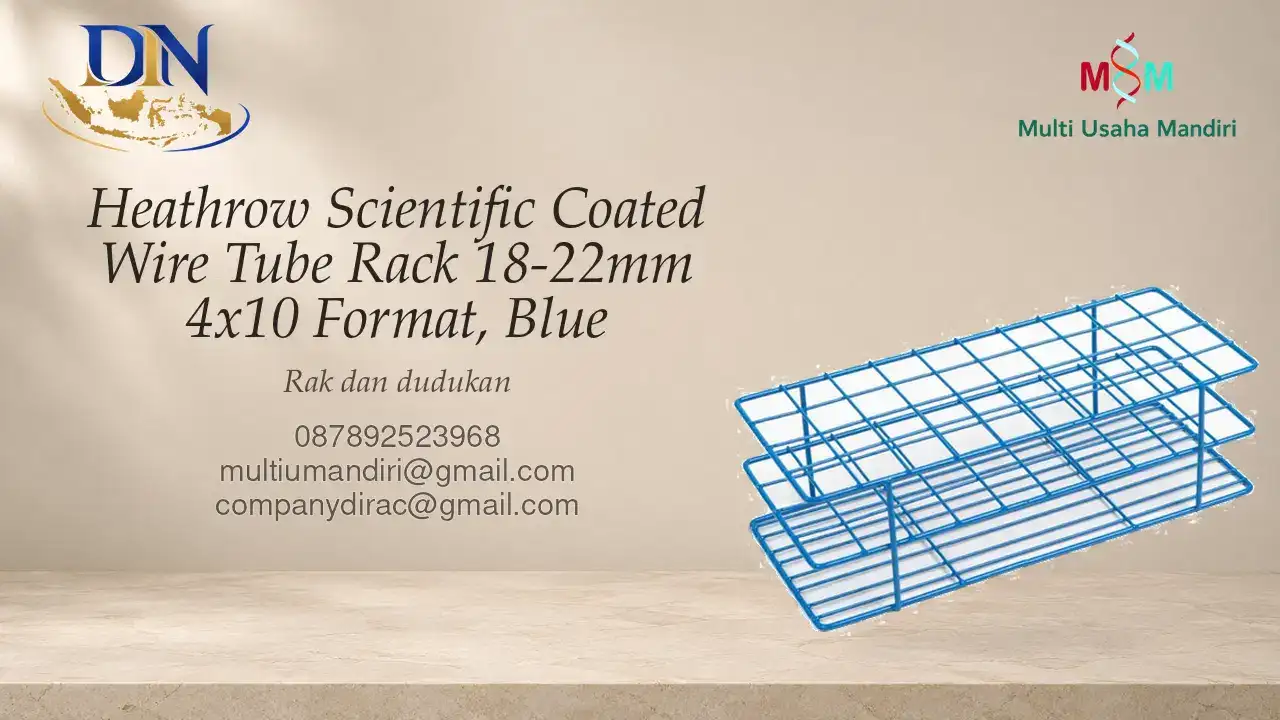 DIN
MSM
Multi Usaha Mandiri
Heathrow Scientific Coated
Wire Tube Rack 18-22mm
4x10 Format, Blue
Rak dan dudukan
087892523968
multiumandiri@gmail.com
companydirac@gmail.com